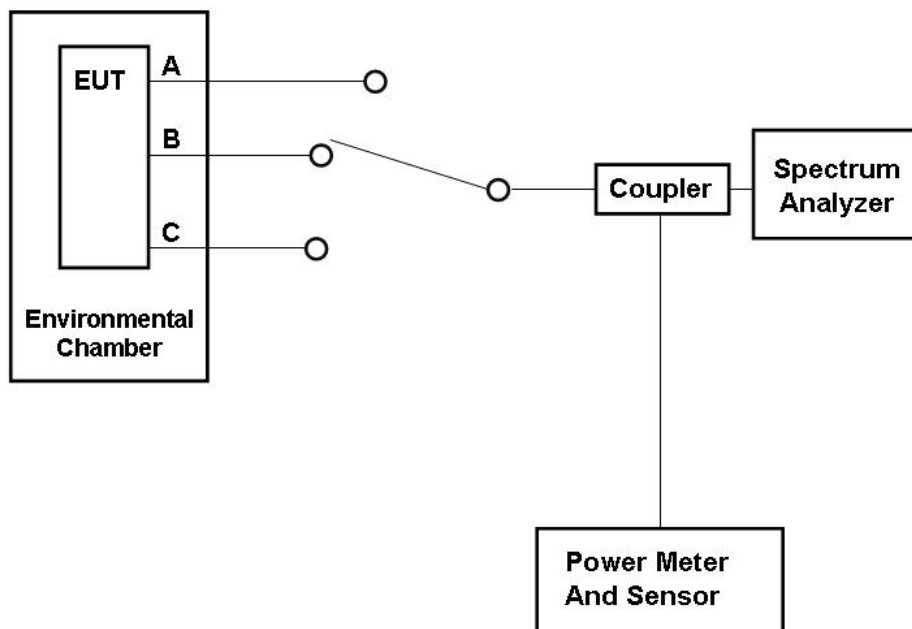 EUT
A
B
C
Environmental
Chamber
Coupler
Spectrum
Analyzer
Power Meter
And Sensor